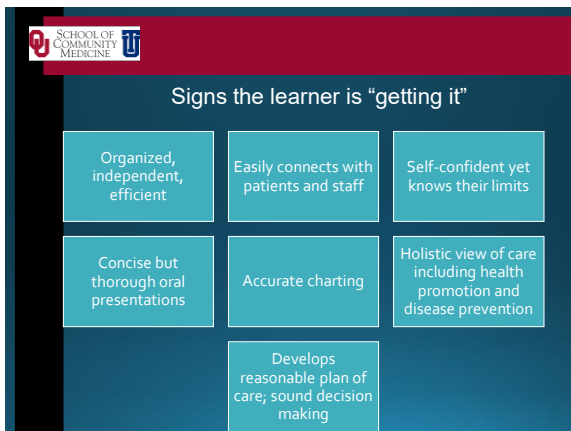 SCHOOL OF
COMMUNITY
MEDICINE
Signs the learner is “getting it”
Organized,
independent,
efficient
Easily connects with
patients and staff
Self-confident yet
knows their limits
Concise but
thorough oral
presentations
Accurate charting
Holistic view of care
including health
promotion and
disease prevention
Develops
reasonable plan of
care; sound decision
making